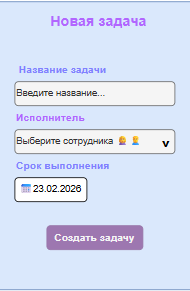 Новая задача
Название задачи
Введите название...
Исполнитель
Выберите сотрудника
Срок выполнения
23.02.2026
Создать задачу